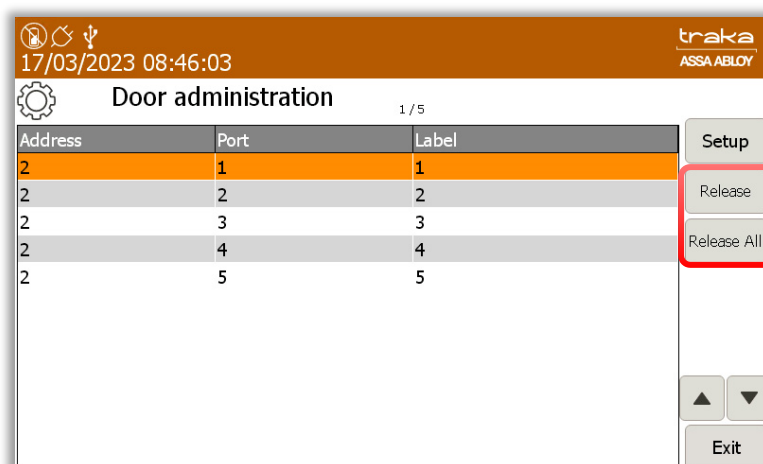 traka
17/03/2023 08:46:03
ASSA ABLOY
Door administration
1/5
Address Port Label
Setup
2 1 1
2 2 2
Release
2 3 3
2 4 4
Release All
2 5 5
Exit